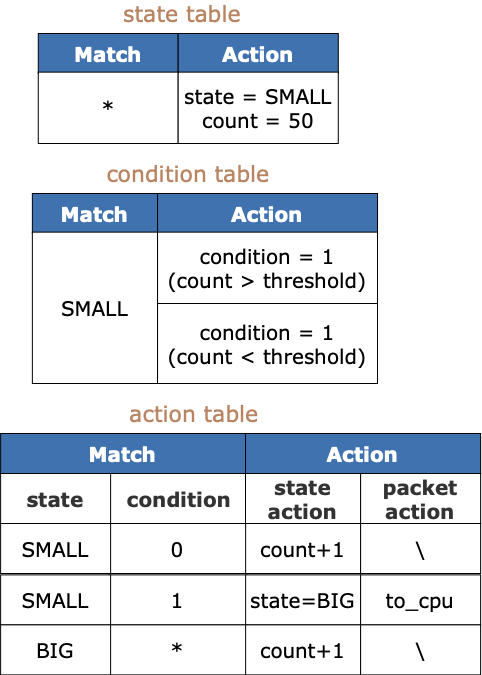 state table
Match Action
* state = SMALL
count = 50
condition table
Match Action
SMALL
condition = 1
(count > threshold)
condition = 1
(count < threshold)
action table
Match Action
state condition state action packet action
SMALL 0 count+1 \
SMALL 1 state=BIG to_cpu
BIG * count+1 \